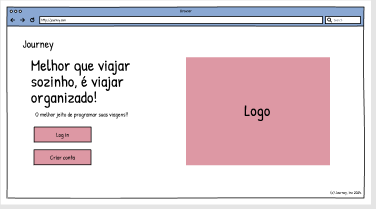 Browser
http://journey.com
Search
Journey
Melhor que viajar
sozinho, é viajar
organizado!
O melhor jeito de programar suas viagens!!
Log in
Criar conta
Logo
(c) Journey, Inc 2024.